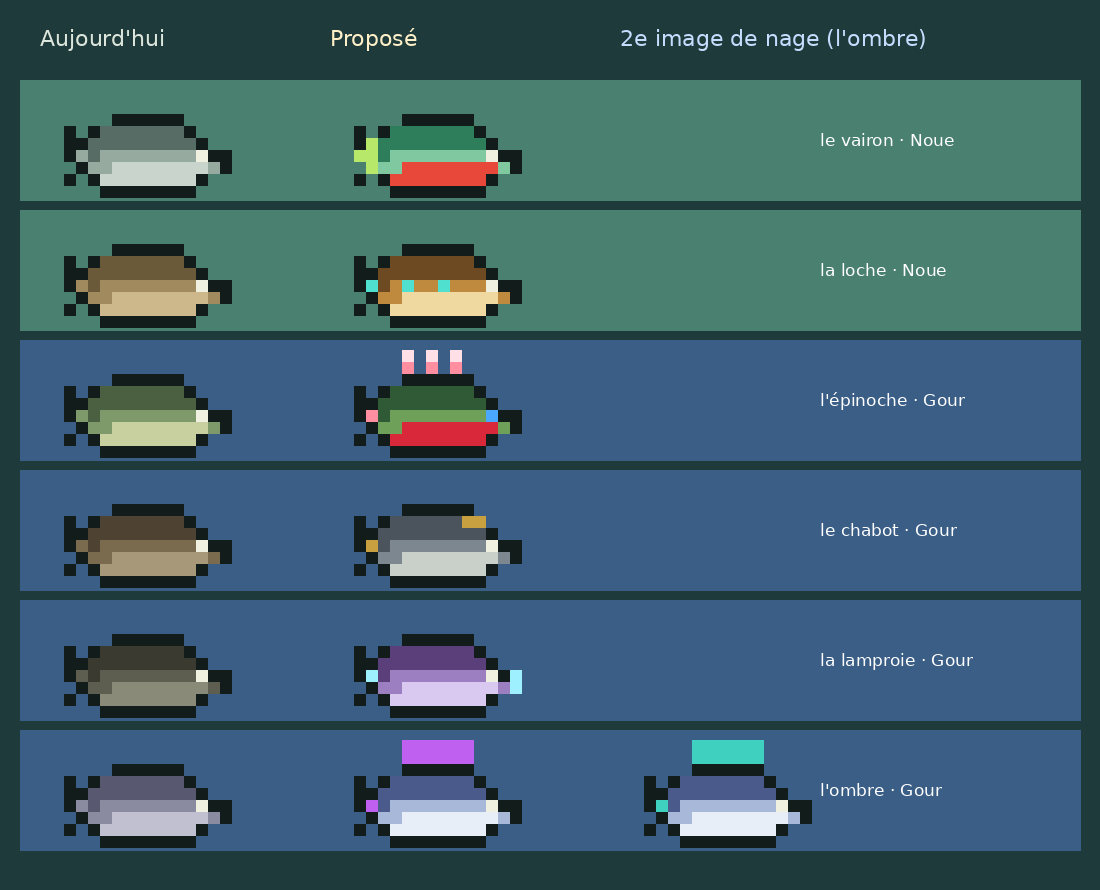 Aujourd'hui
Proposé
2e image de nage (l'ombre)
le vairon · Noue
la loche · Noue
l'épinoche · Gour
le chabot · Gour
la lamproie · Gour
l'ombre · Gour